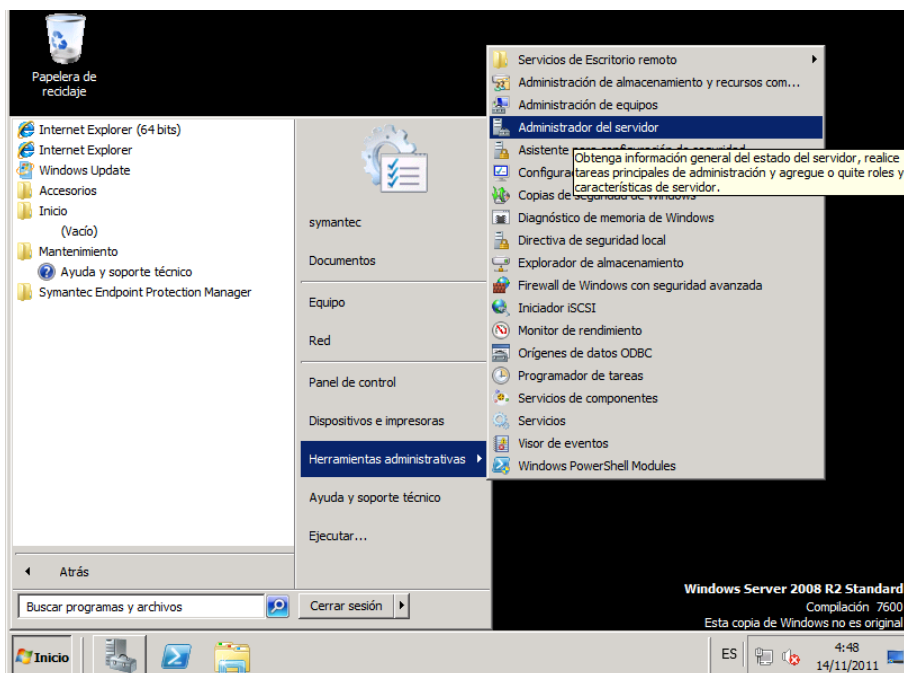 Papelera de
reciclaje
Internet Explorer (64 bits)
Internet Explorer
Windows Update
Accesorios
Inicio
(Vacío)
Mantenimiento
Ayuda y soporte técnico
Symantec Endpoint Protection Manager
Atrás
Buscar programas y archivos
symantec
Documentos
Equipo
Red
Panel de control
Dispositivos e impresoras
Herramientas administrativas
Ayuda y soporte técnico
Ejecutar...
Cerrar sesión
Servicios de Escritorio remoto
Administración de almacenamiento y recursos com...
Administración de equipos
Administrador del servidor
Asistente para configuración de seguridad
Obtenga información general del estado del servidor, realice
tareas principales de administración y agregue o quite roles y
características de servidor.
Configura
Copias de seguridad de Windows
Diagnóstico de memoria de Windows
Directiva de seguridad local
Explorador de almacenamiento
Firewall de Windows con seguridad avanzada
Iniciador iSCSI
Monitor de rendimiento
Orígenes de datos ODBC
Programador de tareas
Servicios de componentes
Servicios
Visor de eventos
Windows PowerShell Modules
Windows Server 2008 R2 Standard
Compilación 7600
Esta copia de Windows no es original
Inicio
ES
4:48
14/11/2011